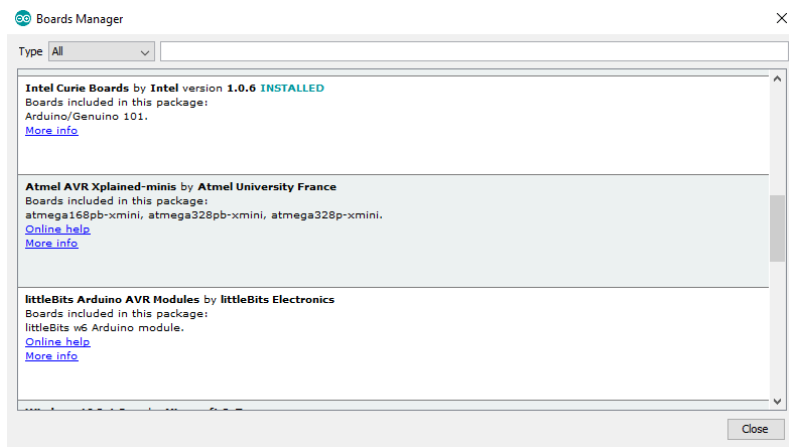 Boards Manager
Type All
Intel Curie Boards by Intel version 1.0.6 INSTALLED
Boards included in this package:
Arduino/Genuino 101.
More info
Atmel AVR Xplained-minis by Atmel University France
Boards included in this package:
atmega168pb-xmini, atmega328pb-xmini, atmega328p-xmini.
Online help
More info
littleBits Arduino AVR Modules by littleBits Electronics
Boards included in this package:
littleBits w6 Arduino module.
Online help
More info
Close